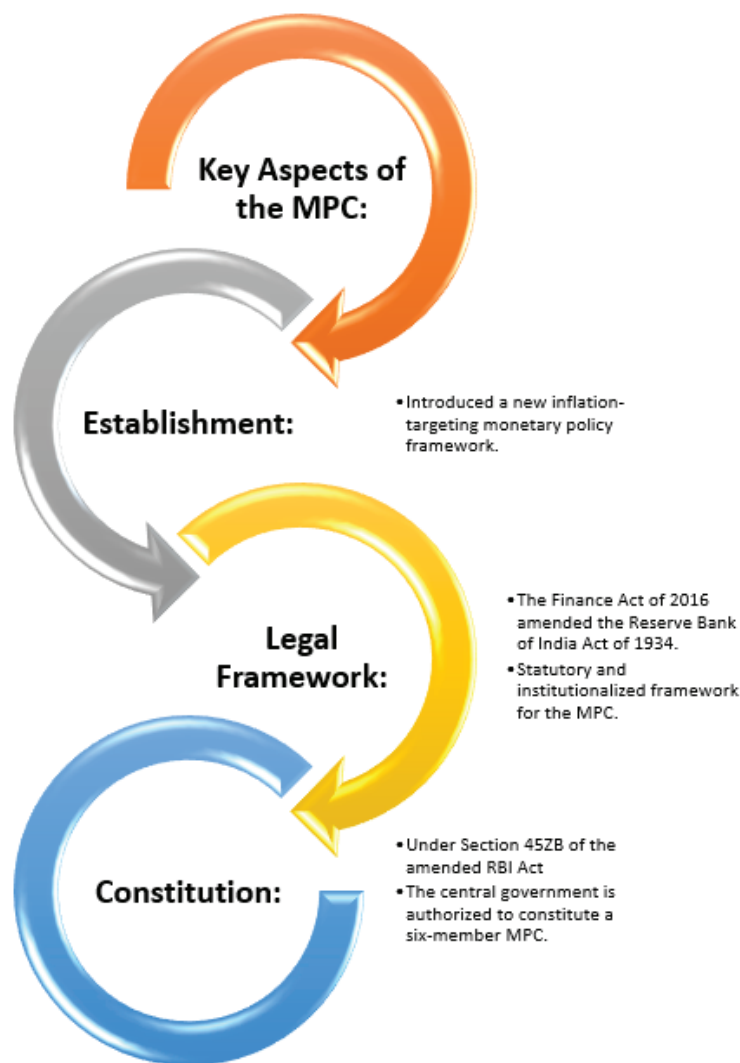 Key Aspects of
the MPC:
Establishment:
• Introduced a new inflation-
targeting monetary policy
framework.
Legal
Framework:
• The Finance Act of 2016
amended the Reserve Bank
of India Act of 1934.
• Statutory and
institutionalized framework
for the MPC.
Constitution:
• Under Section 45ZB of the
amended RBI Act
• The central government is
authorized to constitute a
six-member MPC.